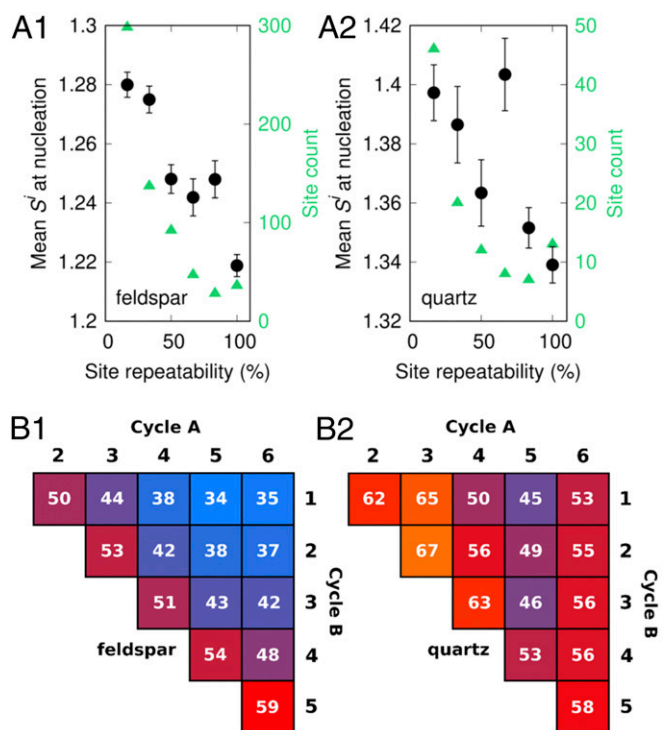 A1
A2
1.3
1.28
1.26
1.24
1.22
1.2
300
200
100
0
0
50
100
Mean Sⁱ at nucleation
Site count
feldspar
Site repeatability (%)
1.42
1.4
1.38
1.36
1.34
1.32
50
40
30
20
10
0
0
50
100
Mean Sⁱ at nucleation
Site count
quartz
Site repeatability (%)
B1
Cycle A
2 3 4 5 6
50 44 38 34 35 1
53 42 38 37 2
51 43 42 3
54 48 4
59 5
Cycle B
feldspar
B2
Cycle A
2 3 4 5 6
62 65 50 45 53 1
67 56 49 55 2
63 46 56 3
53 56 4
58 5
Cycle B
quartz